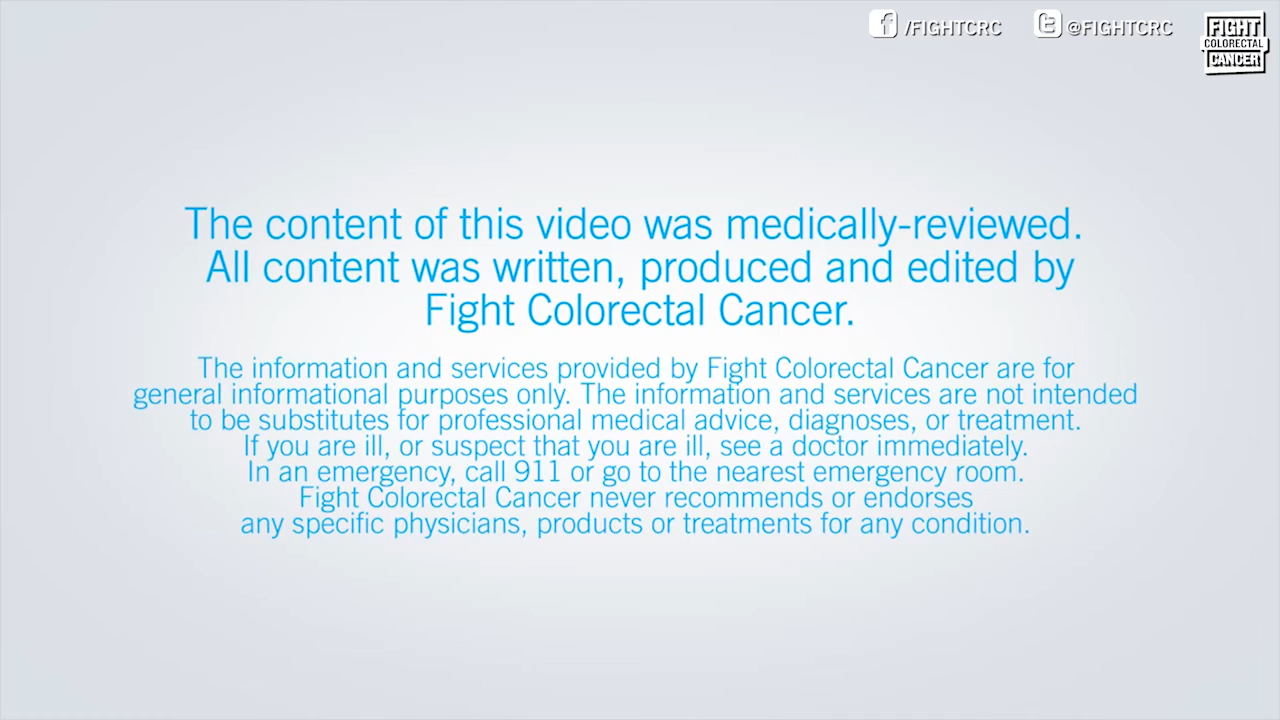 /FIGHTCRC @FIGHTCRC
FIGHT
COLORECTAL
CANCER
The content of this video was medically-reviewed.
All content was written, produced and edited by
Fight Colorectal Cancer.
The information and services provided by Fight Colorectal Cancer are for
general informational purposes only. The information and services are not intended
to be substitutes for professional medical advice, diagnoses, or treatment.
If you are ill, or suspect that you are ill, see a doctor immediately.
In an emergency, call 911 or go to the nearest emergency room.
Fight Colorectal Cancer never recommends or endorses
any specific physicians, products or treatments for any condition.